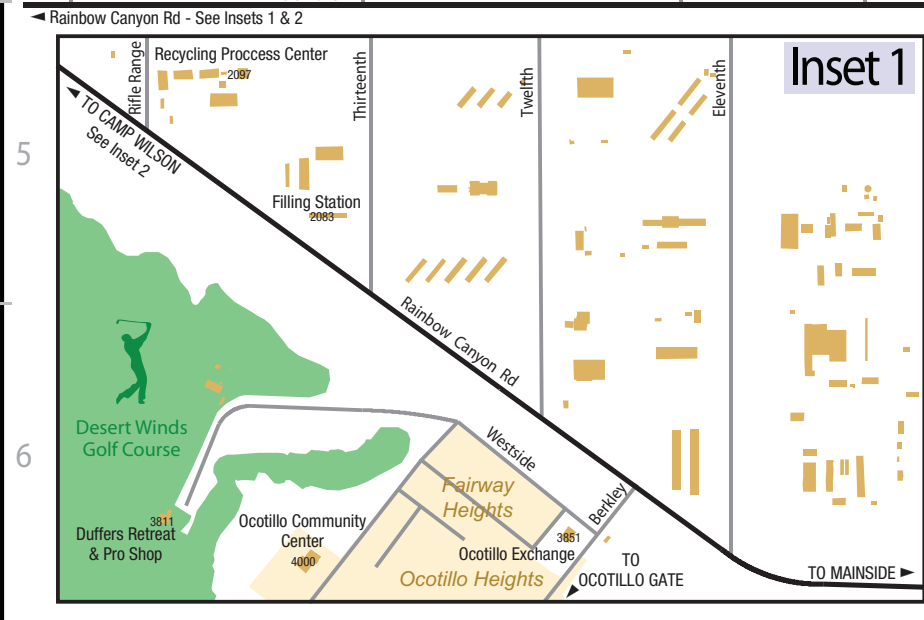 ◄ Rainbow Canyon Rd - See Insets 1 & 2
Inset 1
Rifle Range
Recycling Proccess Center
2097
Thirteenth
Twelfth
Eleventh
◄ TO CAMP WILSON
See Inset 2
5
Filling Station
2083
Rainbow Canyon Rd
Desert Winds
Golf Course
6
Westside
Fairway
Heights
Berkley
3811
Duffers Retreat
& Pro Shop
Ocotillo Community
Center
4000
3851
Ocotillo Exchange
Ocotillo Heights
TO
OCOTILLO GATE
TO MAINSIDE ►